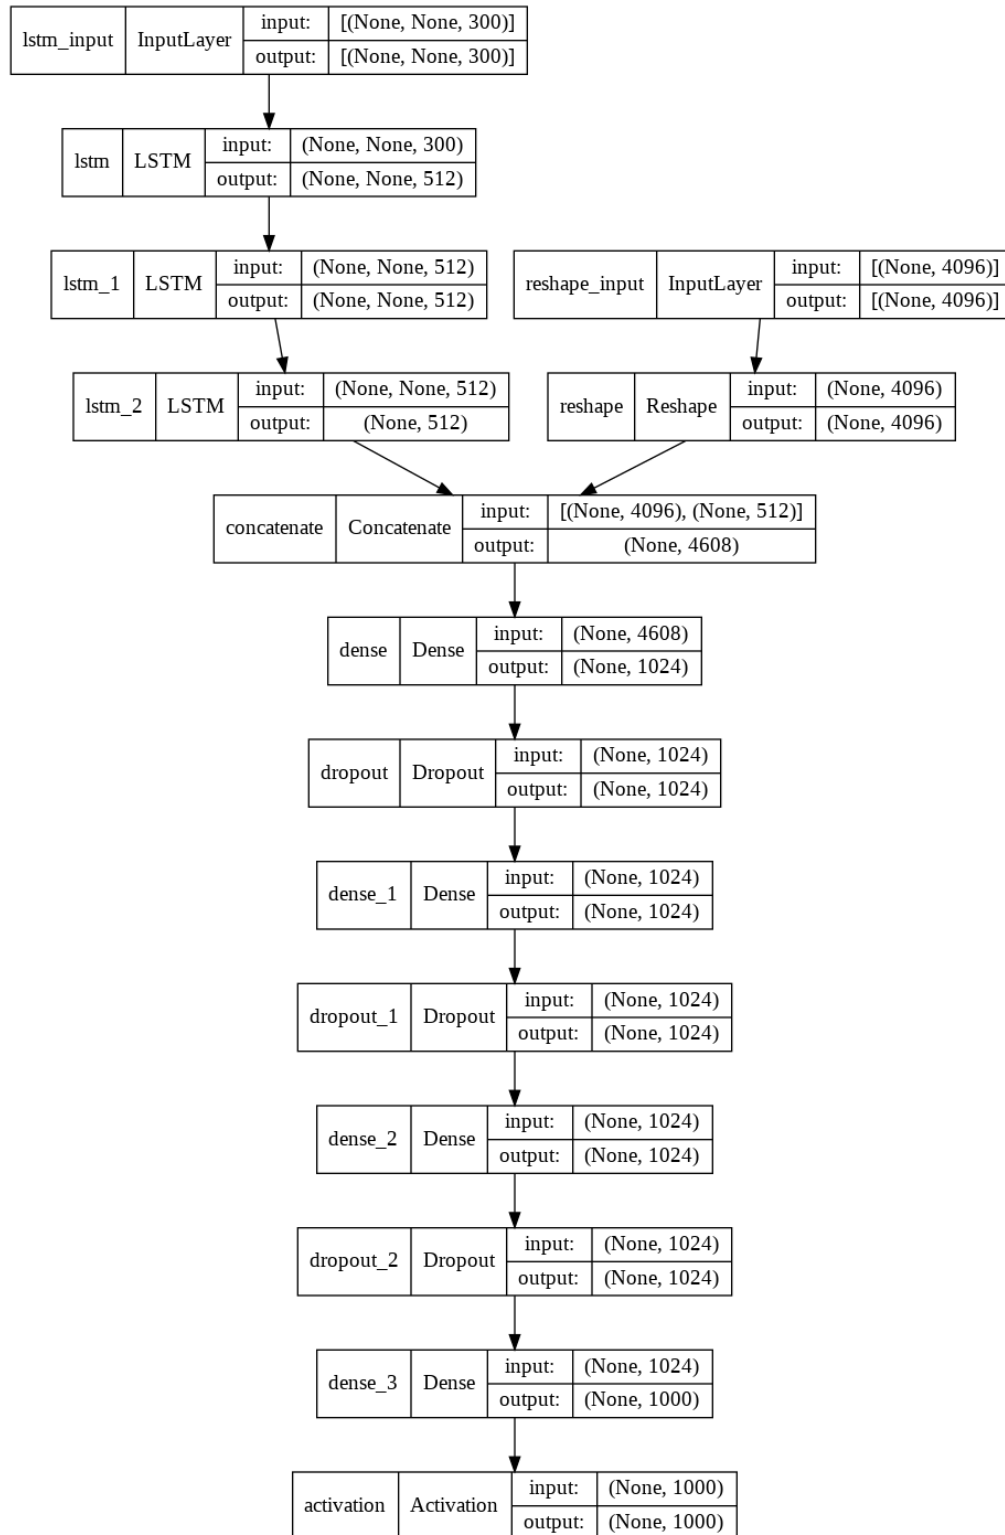 lstm_input InputLayer input: [(None, None, 300)]
output: [(None, None, 300)]
lstm LSTM input: (None, None, 300)
output: (None, None, 512)
lstm_1 LSTM input: (None, None, 512)
output: (None, None, 512)
reshape_input InputLayer input: [(None, 4096)]
output: [(None, 4096)]
lstm_2 LSTM input: (None, None, 512)
output: (None, 512)
reshape Reshape input: (None, 4096)
output: (None, 4096)
concatenate Concatenate input: [(None, 4096), (None, 512)]
output: (None, 4608)
dense Dense input: (None, 4608)
output: (None, 1024)
dropout Dropout input: (None, 1024)
output: (None, 1024)
dense_1 Dense input: (None, 1024)
output: (None, 1024)
dropout_1 Dropout input: (None, 1024)
output: (None, 1024)
dense_2 Dense input: (None, 1024)
output: (None, 1024)
dropout_2 Dropout input: (None, 1024)
output: (None, 1024)
dense_3 Dense input: (None, 1024)
output: (None, 1000)
activation Activation input: (None, 1000)
output: (None, 1000)